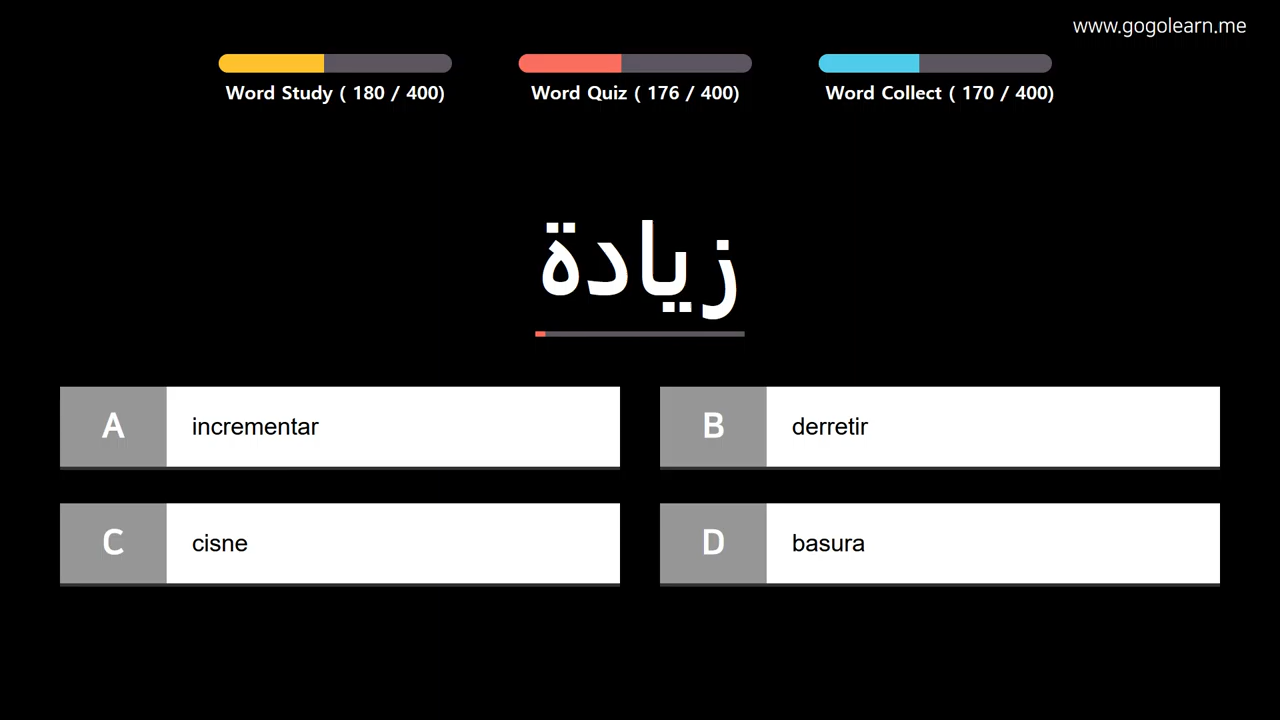 www.gogolearn.me
Word Study ( 180 / 400)
Word Quiz ( 176 / 400)
Word Collect ( 170 / 400)
زيادة
A incrementar
B derretir
C cisne
D basura